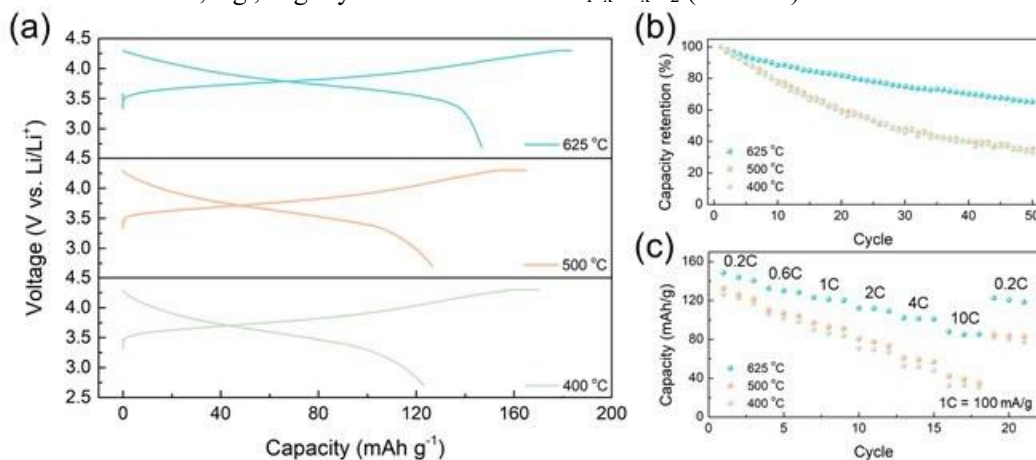 (a)
4.5
4.0
3.5
3.0
4.5
4.0
3.5
3.0
4.5
4.0
3.5
3.0
2.5
Voltage (V vs. Li/Li⁺)
625 °C
500 °C
400 °C
0 40 80 120 160 200
Capacity (mAh g⁻¹)
(b)
100
80
60
40
20
0
Capacity retention (%)
625 °C
500 °C
400 °C
0 10 20 30 40 50
Cycle
(c)
160
120
80
40
0
Capacity (mAh/g)
0.2C 0.6C 1C 2C 4C 10C 0.2C
625 °C
500 °C
400 °C
1C = 100 mA/g
0 5 10 15 20
Cycle